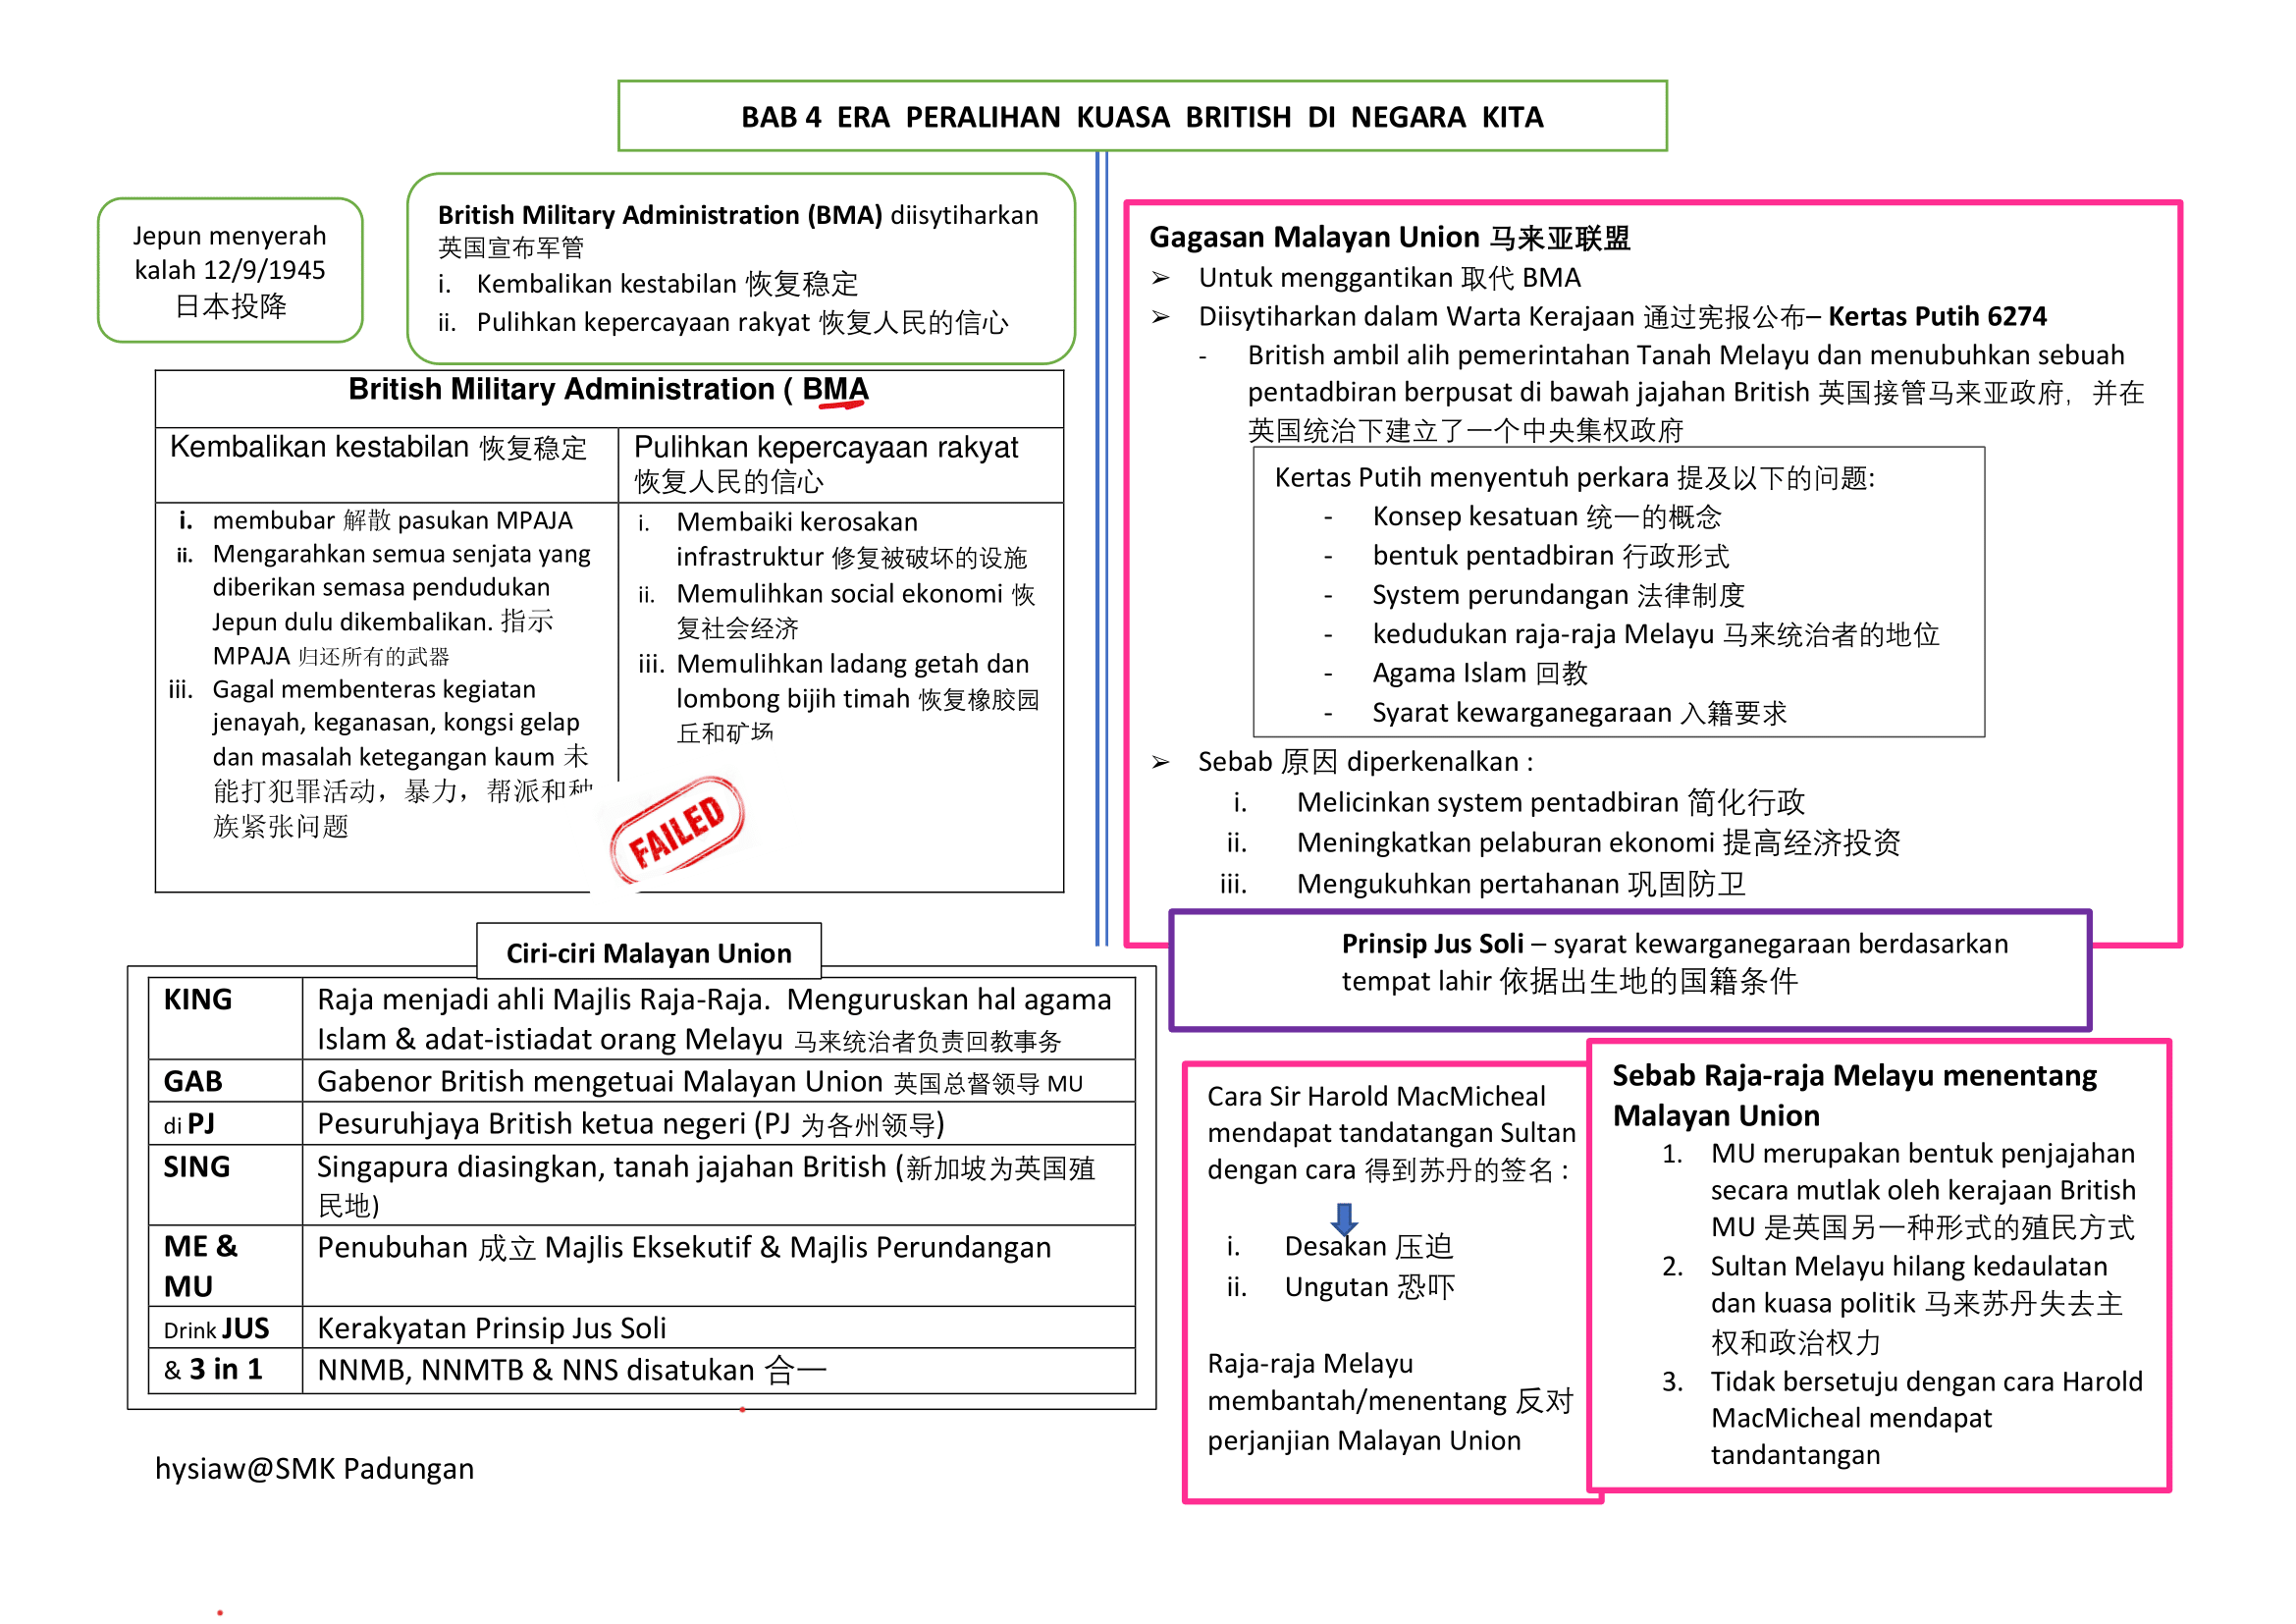 BAB 4 ERA PERALIHAN KUASA BRITISH DI NEGARA KITA
Jepun menyerah
kalah 12/9/1945
日本投降
British Military Administration (BMA) diisytiharkan
英国宣布军管
i. Kembalikan kestabilan 恢复稳定
ii. Pulihkan kepercayaan rakyat 恢复人民的信心
British Military Administration ( BMA
Kembalikan kestabilan 恢复稳定
Pulihkan kepercayaan rakyat
恢复人民的信心
i. membubar 解散 pasukan MPAJA
ii. Mengarahkan semua senjata yang
diberikan semasa pendudukan
Jepun dulu dikembalikan. 指示
MPAJA 归还所有的武器
iii. Gagal membenteras kegiatan
jenayah, keganasan, kongsi gelap
dan masalah ketegangan kaum 未
能打犯罪活动，暴力，帮派和种
族紧张问题
i. Membaiki kerosakan
infrastruktur 修复被破坏的设施
ii. Memulihkan social ekonomi 恢
复社会经济
iii. Memulihkan ladang getah dan
lombong bijih timah 恢复橡胶园
丘和矿场
FAILED
Ciri-ciri Malayan Union
KING Raja menjadi ahli Majlis Raja-Raja. Menguruskan hal agama
Islam & adat-istiadat orang Melayu 马来统治者负责回教事务
GAB Gabenor British mengetuai Malayan Union 英国总督领导 MU
di PJ Pesuruhjaya British ketua negeri (PJ 为各州领导)
SING Singapura diasingkan, tanah jajahan British (新加坡为英国殖
民地)
ME & Penubuhan 成立 Majlis Eksekutif & Majlis Perundangan
MU
Drink JUS Kerakyatan Prinsip Jus Soli
& 3 in 1 NNMB, NNMTB & NNS disatukan 合一
hysiaw@SMK Padungan
Gagasan Malayan Union 马来亚联盟
➢ Untuk menggantikan 取代 BMA
➢ Diisytiharkan dalam Warta Kerajaan 通过宪报公布– Kertas Putih 6274
- British ambil alih pemerintahan Tanah Melayu dan menubuhkan sebuah
pentadbiran berpusat di bawah jajahan British 英国接管马来亚政府，并在
英国统治下建立了一个中央集权政府
Kertas Putih menyentuh perkara 提及以下的问题:
- Konsep kesatuan 统一的概念
- bentuk pentadbiran 行政形式
- System perundangan 法律制度
- kedudukan raja-raja Melayu 马来统治者的地位
- Agama Islam 回教
- Syarat kewarganegaraan 入籍要求
➢ Sebab 原因 diperkenalkan :
i. Melicinkan system pentadbiran 简化行政
ii. Meningkatkan pelaburan ekonomi 提高经济投资
iii. Mengukuhkan pertahanan 巩固防卫
Prinsip Jus Soli – syarat kewarganegaraan berdasarkan
tempat lahir 依据出生地的国籍条件
Cara Sir Harold MacMicheal
mendapat tandatangan Sultan
dengan cara 得到苏丹的签名 :
i. Desakan 压迫
ii. Ungutan 恐吓
Raja-raja Melayu
membantah/menentang 反对
perjanjian Malayan Union
Sebab Raja-raja Melayu menentang
Malayan Union
1. MU merupakan bentuk penjajahan
secara mutlak oleh kerajaan British
MU 是英国另一种形式的殖民方式
2. Sultan Melayu hilang kedaulatan
dan kuasa politik 马来苏丹失去主
权和政治权力
3. Tidak bersetuju dengan cara Harold
MacMicheal mendapat
tandantangan